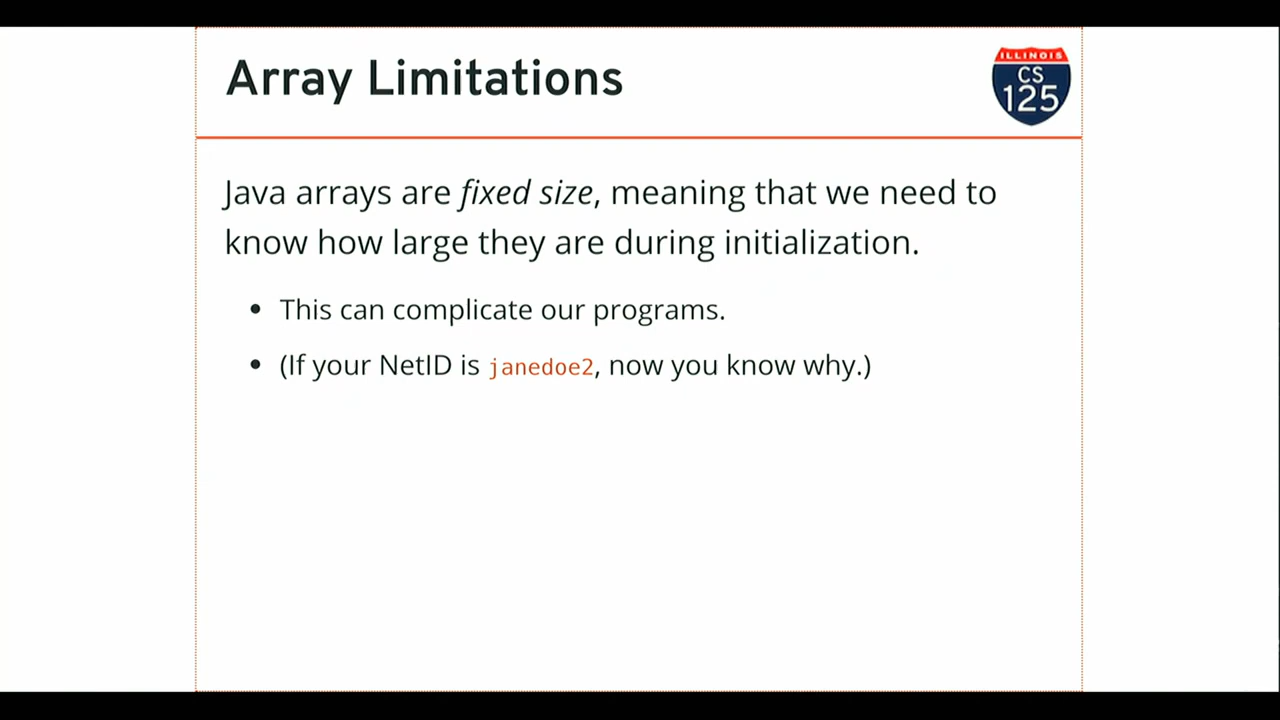 Array Limitations
ILLINOIS
CS
125
Java arrays are fixed size, meaning that we need to
know how large they are during initialization.
• This can complicate our programs.
• (If your NetID is janedoe2, now you know why.)